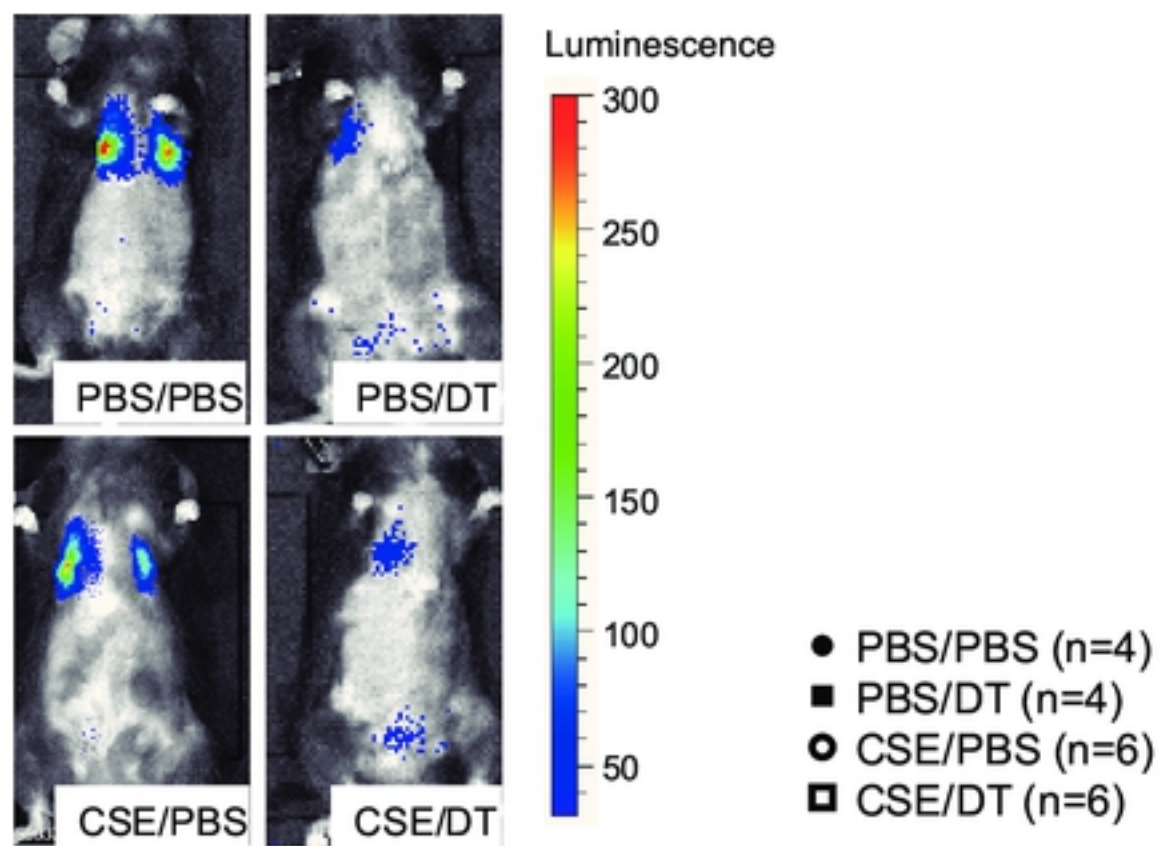 Luminescence
300
250
200
150
100
50
PBS/PBS
PBS/DT
CSE/PBS
CSE/DT
PBS/PBS (n=4)
PBS/DT (n=4)
CSE/PBS (n=6)
CSE/DT (n=6)